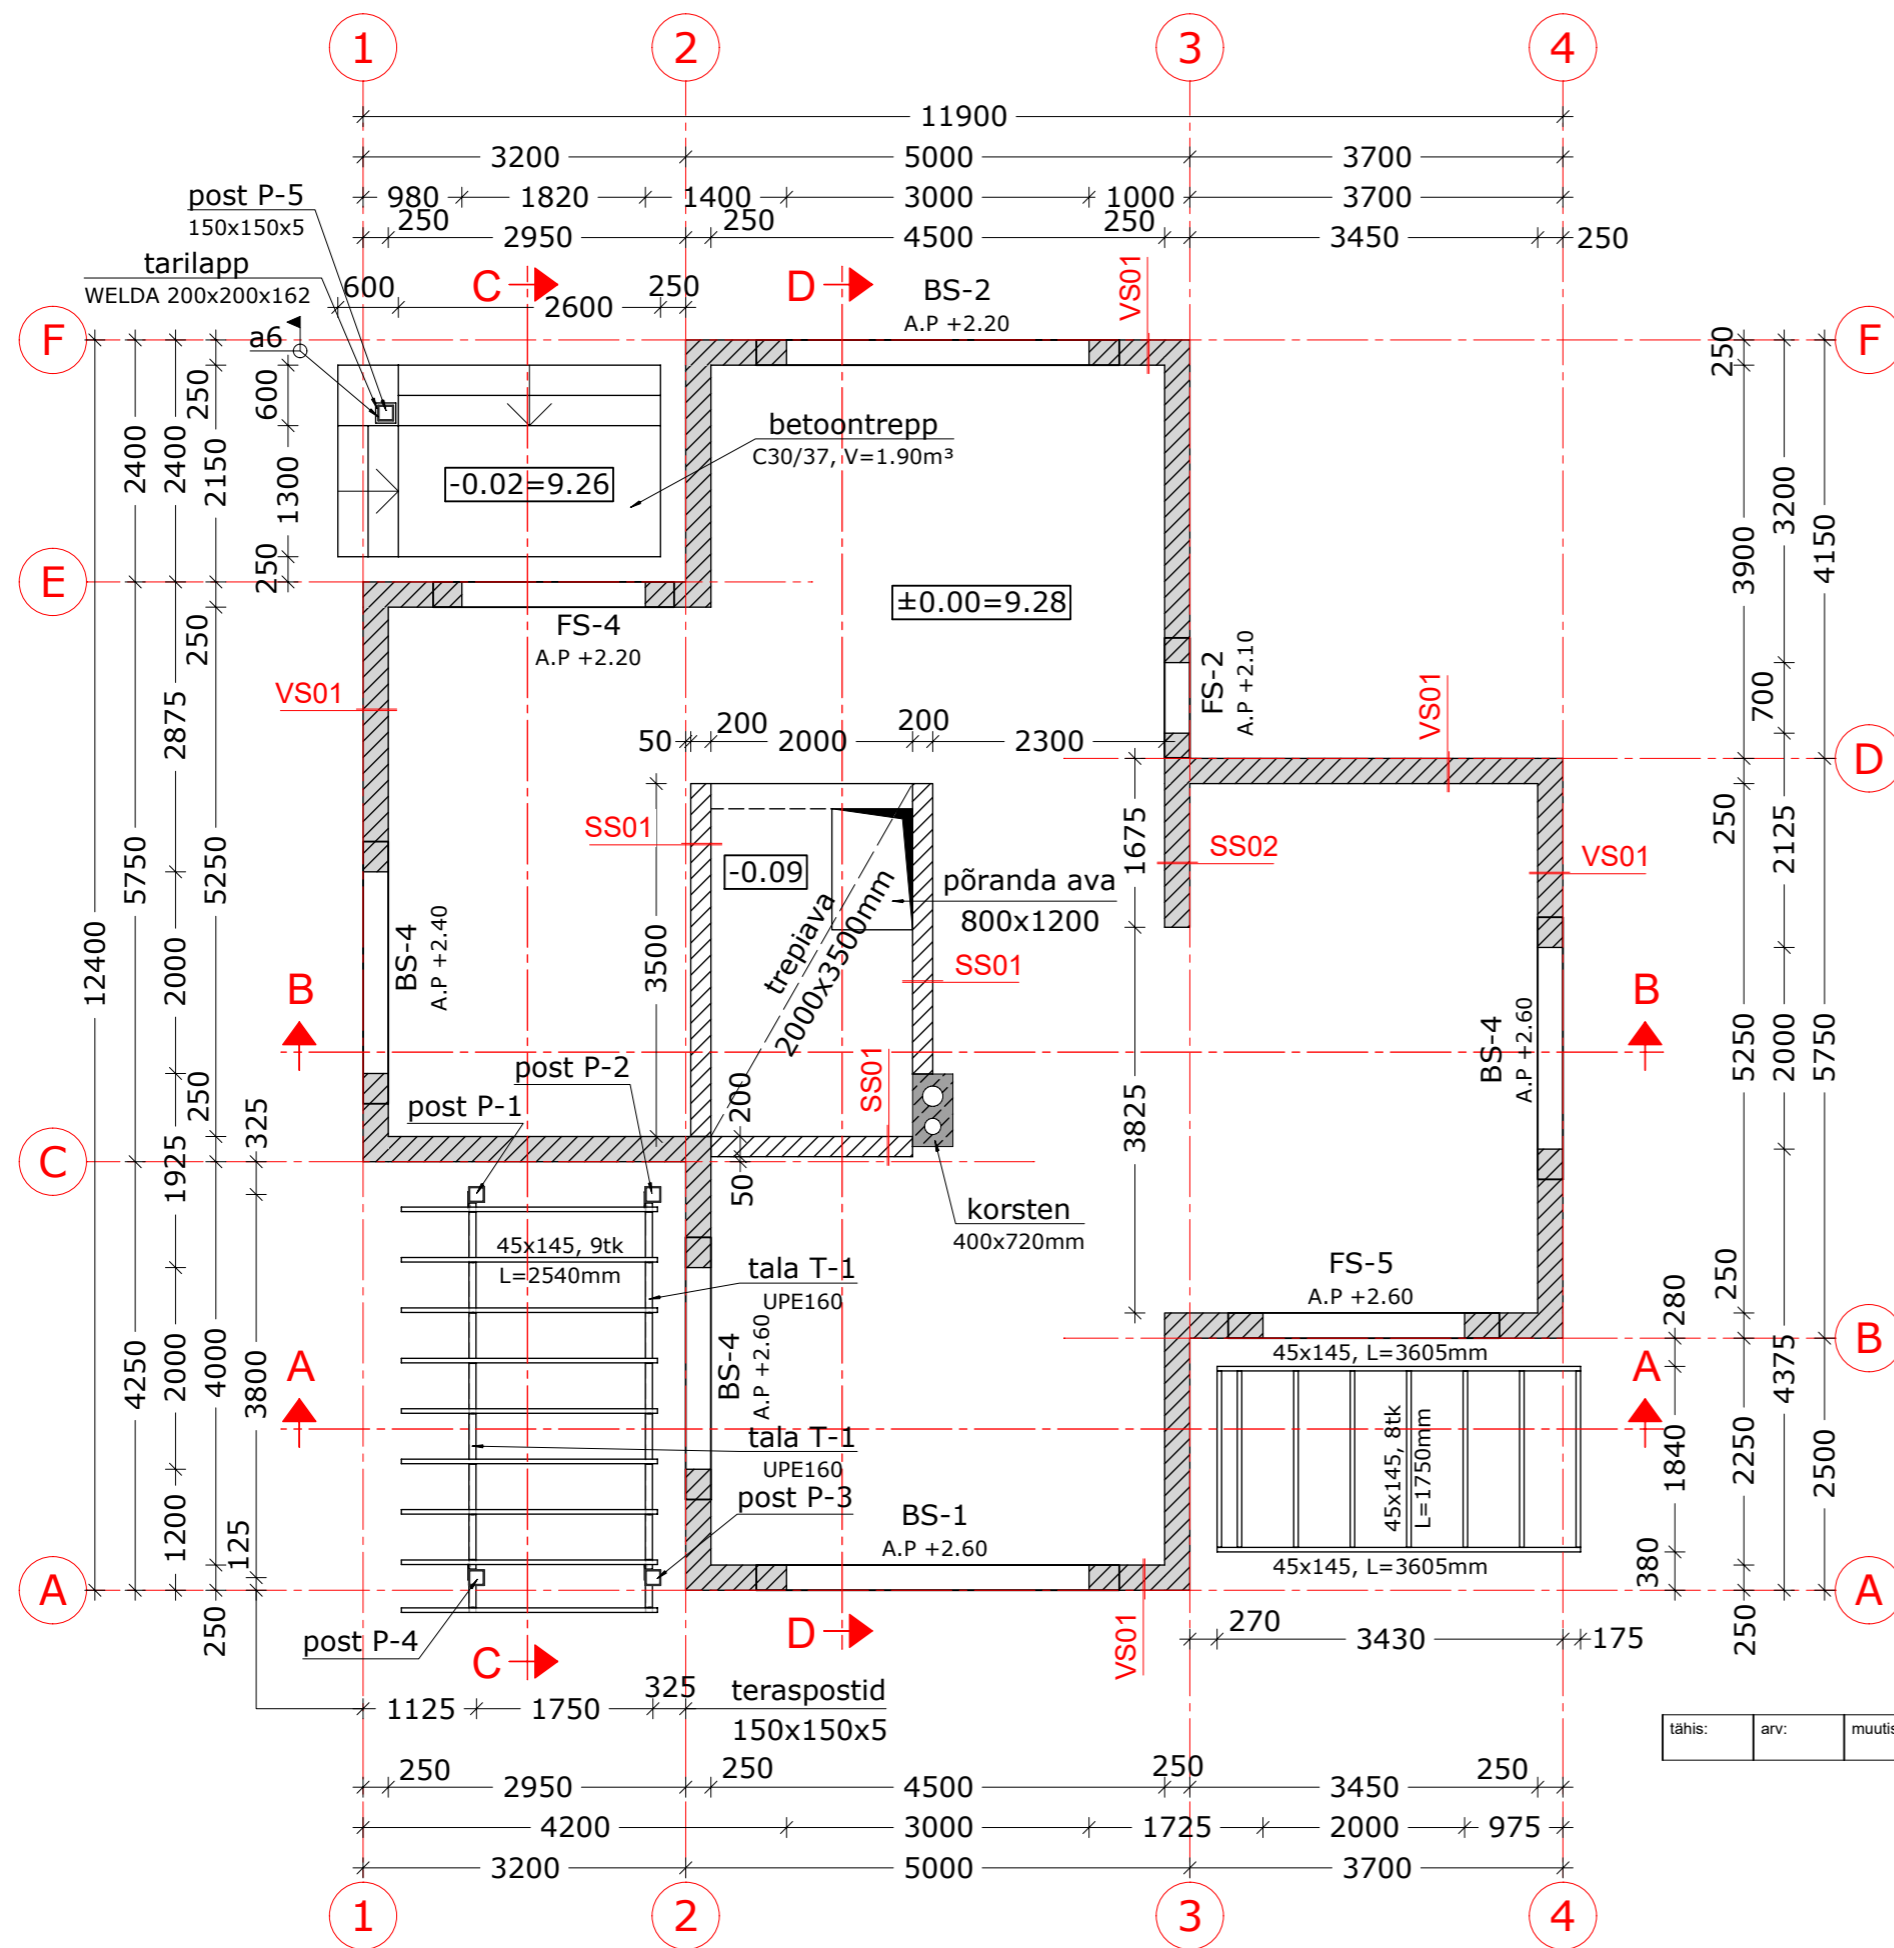 1 2 3 4
11900
3200 5000 3700
980 1820 1400 3000 1000 3700
250 2950 250 4500 250 3450 250
post P-5
150x150x5
tarilapp
WELDA 200x200x162
600 2600 250
C D BS-2
A.P +2.20
VS01
F F
a6
betoontrepp
C30/37, V=1.90m³
-0.02=9.26
250 600 1300 250
2400 2400 2150
250 3900 3200 4150
E
±0.00=9.28
FS-4
A.P +2.20
FS-2
A.P +2.10
VS01
VS01
250 2875
700
50 200 2000 200 2300
D
1675
SS01
-0.09
SS02
VS01
põranda ava
800x1200
trepiava
2000x3500mm
3500
SS01
12400 5750 2000 5250
250 2125
BS-4
A.P +2.40
B B
BS-4
A.P +2.60
5250 2000 5750
post P-2
post P-1
200
SS01
3825
250 325
C
1925
50
korsten
400x720mm
45x145, 9tk
L=2540mm
tala T-1
UPE160
BS-4
A.P +2.60
FS-5
A.P +2.60
250 280
B
45x145, L=3605mm
4250 2000 4000 3800
A A
45x145, 8tk
L=1750mm
1840 2250 4375 2500
tala T-1
UPE160
post P-3
BS-1
A.P +2.60
1200 125
45x145, L=3605mm
380
A A
250
post P-4
C D
VS01
270 3430 175
250
325
1125 1750
teraspostid
150x150x5
tähis: arv:
250 2950 250 4500 250 3450 250
4200 3000 1725 2000 975
3200 5000 3700
1 2 3 4